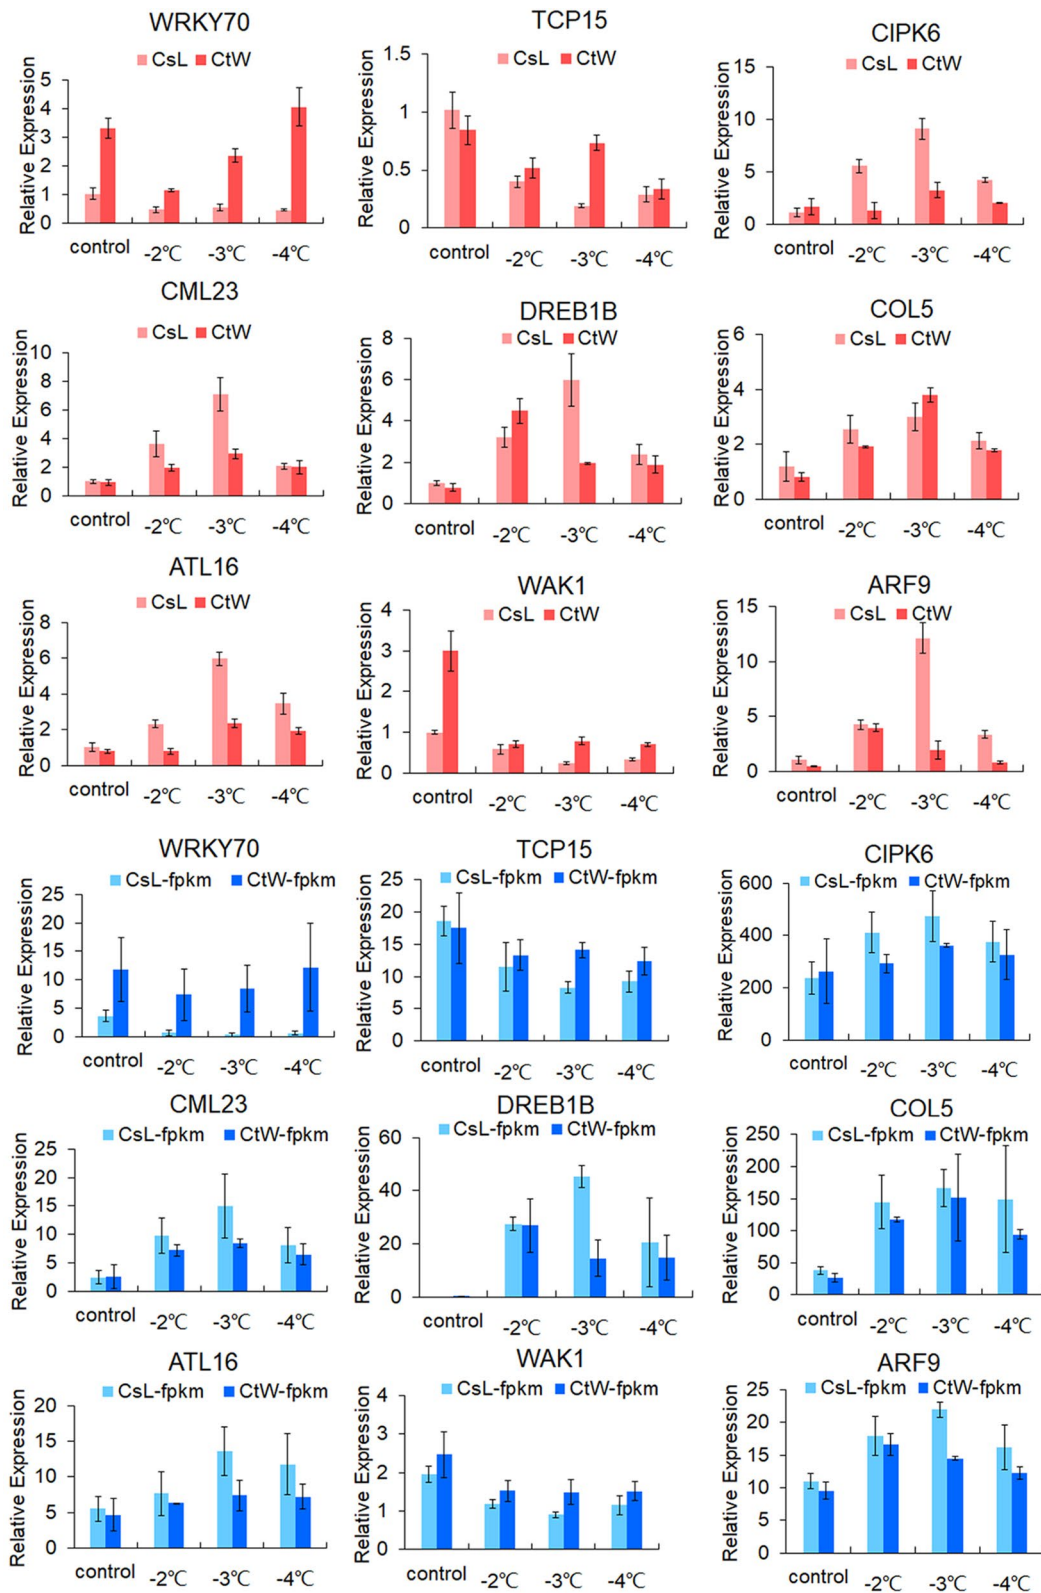 WRKY70
CsL CtW
Relative Expression
5
4
3
2
1
0
control -2℃ -3℃ -4℃
TCP15
CsL CtW
Relative Expression
1.5
1
0.5
0
control -2℃ -3℃ -4℃
CIPK6
CsL CtW
Relative Expression
15
10
5
0
control -2℃ -3℃ -4℃
CML23
CsL CtW
Relative Expression
10
8
6
4
2
0
control -2℃ -3℃ -4℃
DREB1B
CsL CtW
Relative Expression
8
6
4
2
0
control -2℃ -3℃ -4℃
COL5
CsL CtW
Relative Expression
6
4
2
0
control -2℃ -3℃ -4℃
ATL16
CsL CtW
Relative Expression
8
6
4
2
0
control -2℃ -3℃ -4℃
WAK1
CsL CtW
Relative Expression
4
3
2
1
0
control -2℃ -3℃ -4℃
ARF9
CsL CtW
Relative Expression
15
10
5
0
control -2℃ -3℃ -4℃
WRKY70
CsL-fpkm CtW-fpkm
Relative Expression
25
20
15
10
5
0
control -2℃ -3℃ -4℃
TCP15
CsL-fpkm CtW-fpkm
Relative Expression
25
20
15
10
5
0
control -2℃ -3℃ -4℃
CIPK6
CsL-fpkm CtW-fpkm
Relative Expression
600
400
200
0
control -2℃ -3℃ -4℃
CML23
CsL-fpkm CtW-fpkm
Relative Expression
25
20
15
10
5
0
control -2℃ -3℃ -4℃
DREB1B
CsL-fpkm CtW-fpkm
Relative Expression
60
40
20
0
control -2℃ -3℃ -4℃
COL5
CsL-fpkm CtW-fpkm
Relative Expression
250
200
150
100
50
0
control -2℃ -3℃ -4℃
ATL16
CsL-fpkm CtW-fpkm
Relative Expression
20
15
10
5
0
control -2℃ -3℃ -4℃
WAK1
CsL-fpkm CtW-fpkm
Relative Expression
4
3
2
1
0
control -2℃ -3℃ -4℃
ARF9
CsL-fpkm CtW-fpkm
Relative Expression
25
20
15
10
5
0
control -2℃ -3℃ -4℃